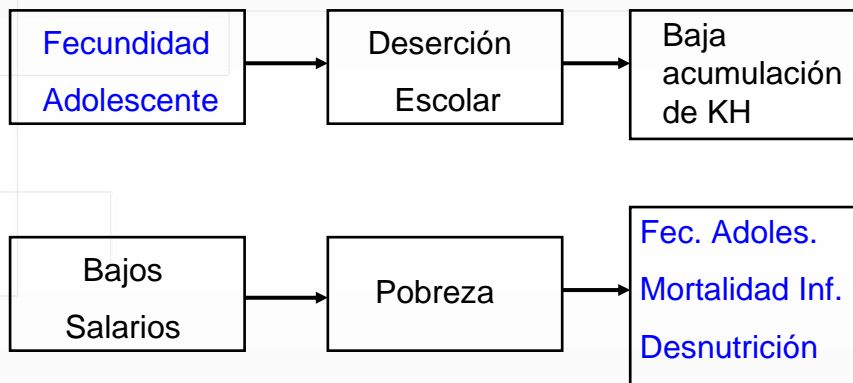 Fecundidad
Adolescente
Deserción
Escolar
Baja
acumulación
de KH
Bajos
Salarios
Pobreza
Fec. Adoles.
Mortalidad Inf.
Desnutrición